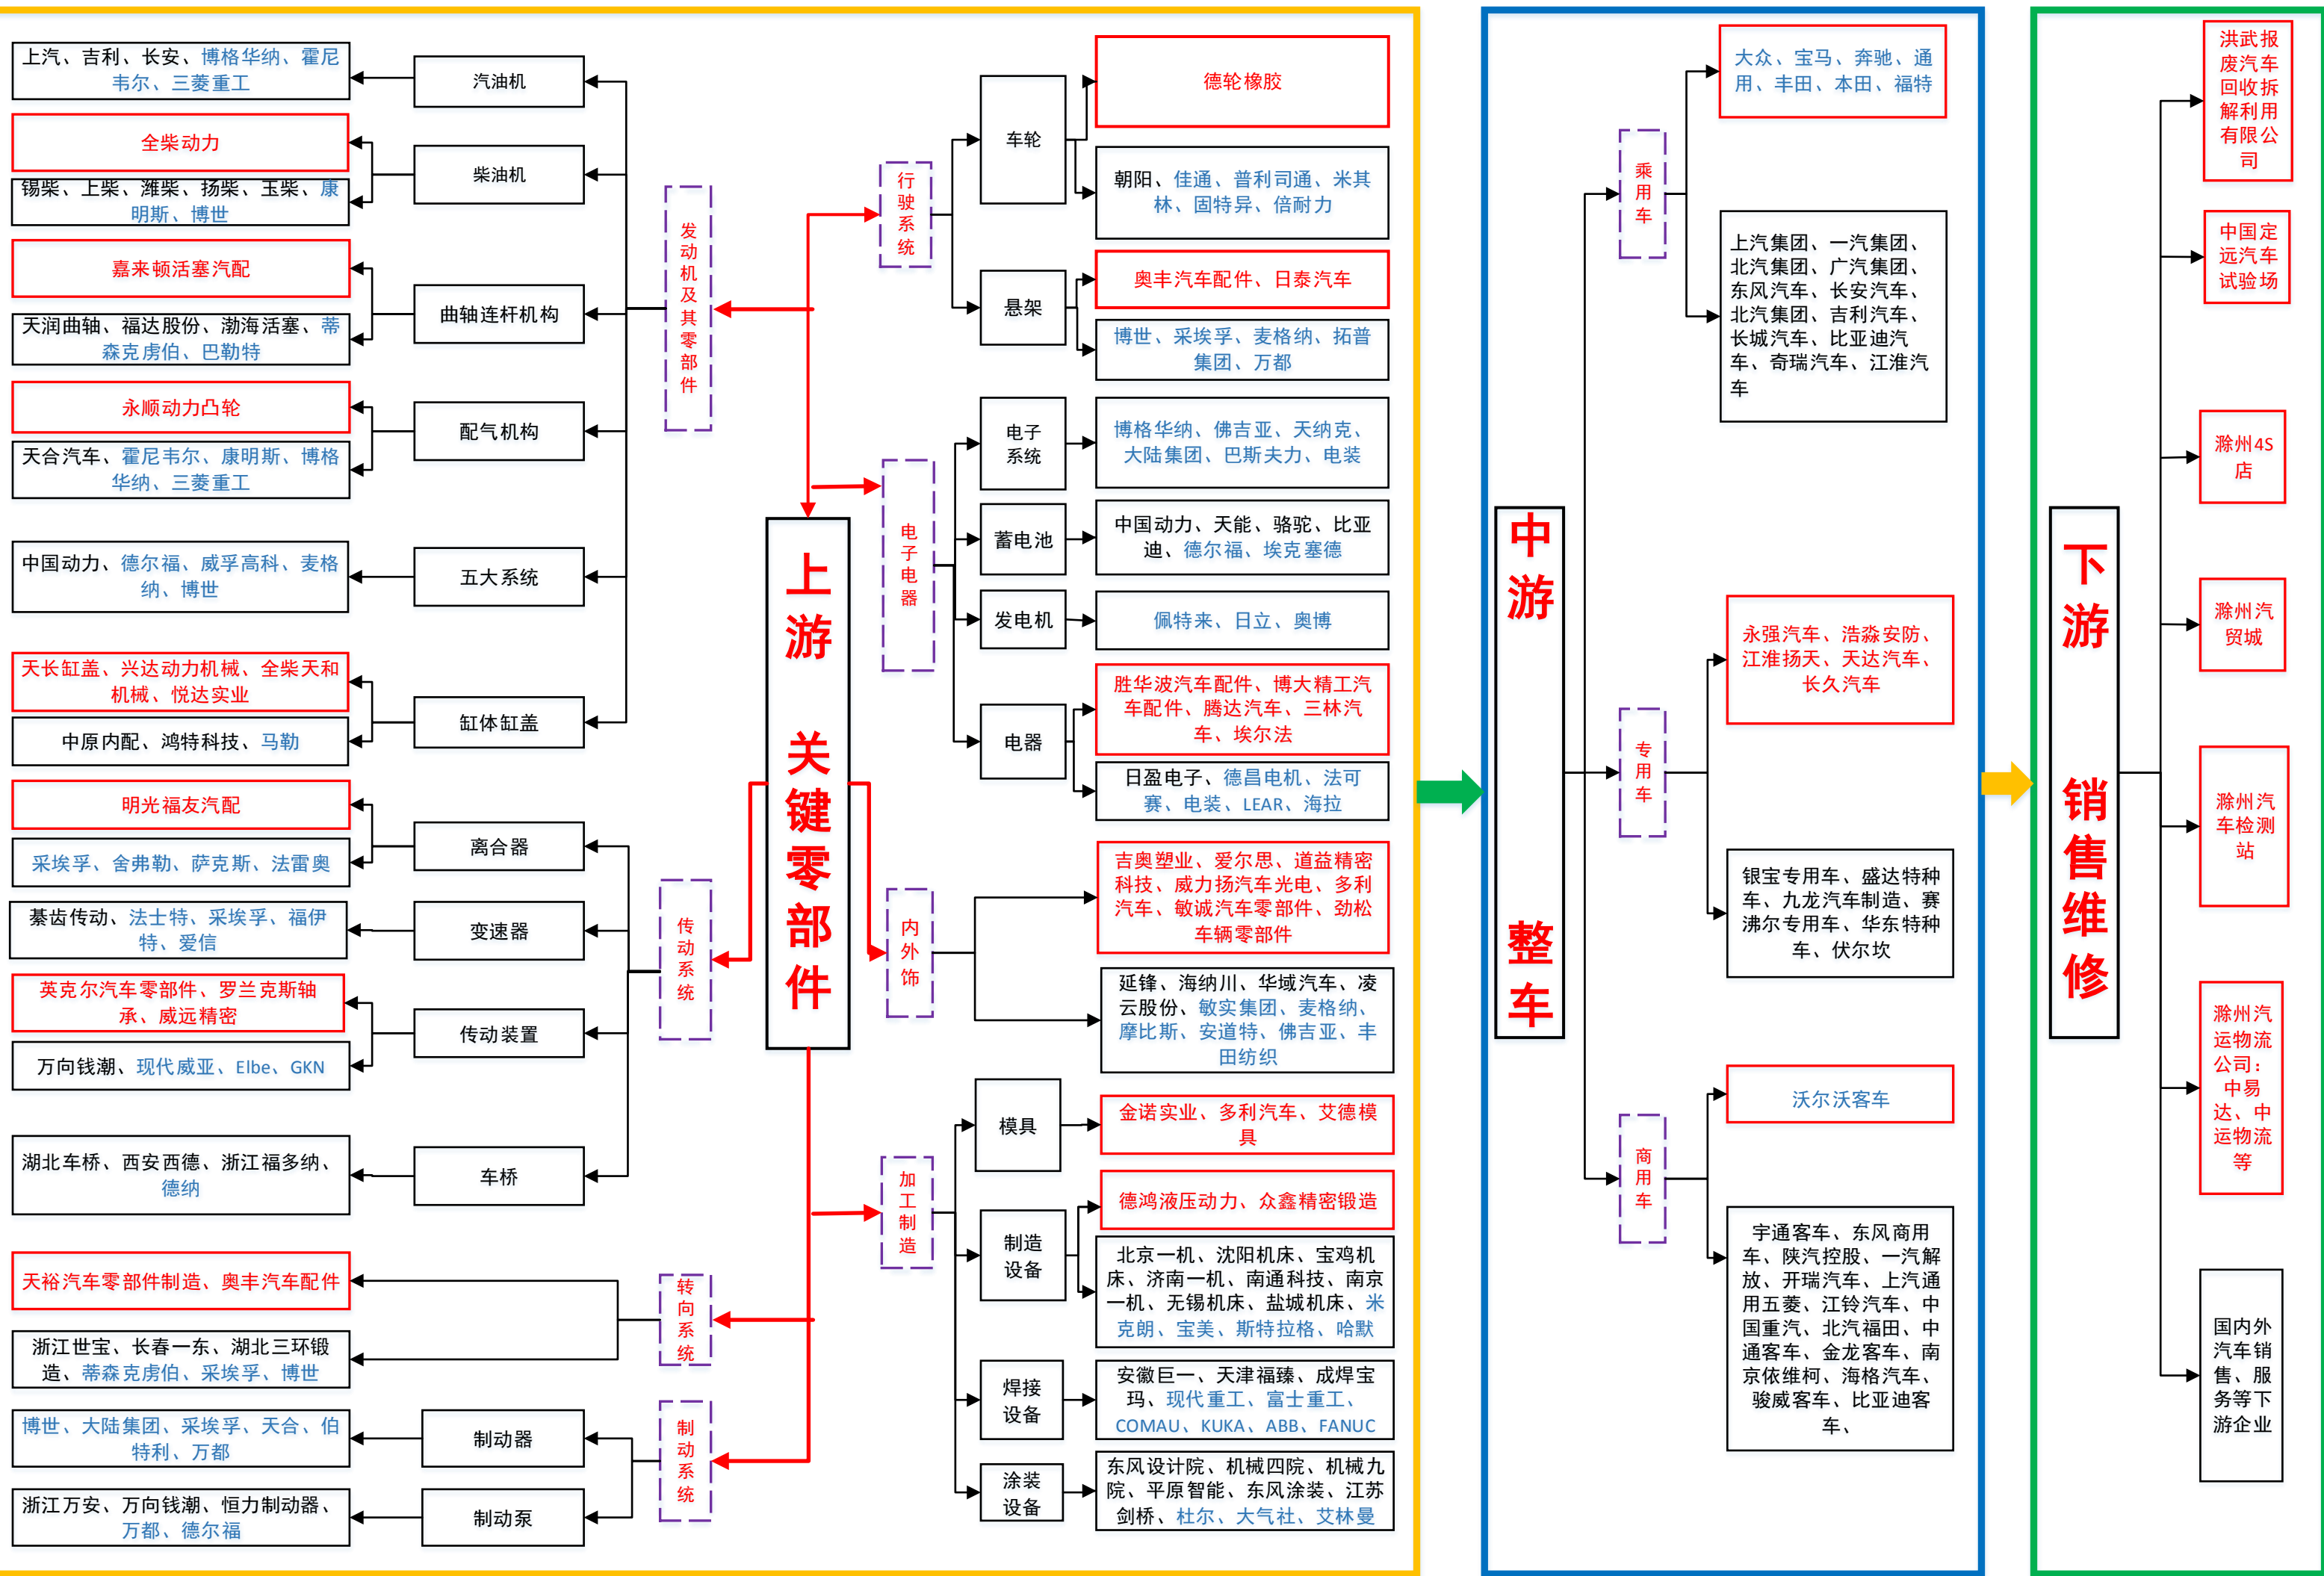 上汽、吉利、长安、博格华纳、霍尼
韦尔、三菱重工
汽油机
全柴动力
锡柴、上柴、潍柴、扬柴、玉柴、康
明斯、博世
柴油机
嘉来顿活塞汽配
天润曲轴、福达股份、渤海活塞、蒂
森克虏伯、巴勒特
曲轴连杆机构
永顺动力凸轮
天合汽车、霍尼韦尔、康明斯、博格
华纳、三菱重工
配气机构
中国动力、德尔福、威孚高科、麦格
纳、博世
五大系统
天长缸盖、兴达动力机械、全柴天和
机械、悦达实业
中原内配、鸿特科技、马勒
缸体缸盖
发动机及其零部件
明光福友汽配
采埃孚、舍弗勒、萨克斯、法雷奥
离合器
綦齿传动、法士特、采埃孚、福伊
特、爱信
变速器
英克尔汽车零部件、罗兰克斯轴
承、威远精密
万向钱潮、现代威亚、Elbe、GKN
传动装置
湖北车桥、西安西德、浙江福多纳、
德纳
车桥
传动系统
天裕汽车零部件制造、奥丰汽车配件
浙江世宝、长春一东、湖北三环锻
造、蒂森克虏伯、采埃孚、博世
转向系统
博世、大陆集团、采埃孚、天合、伯
特利、万都
制动器
浙江万安、万向钱潮、恒力制动器、
万都、德尔福
制动泵
制动系统
上游 关键零部件
行驶系统
车轮
德轮橡胶
朝阳、佳通、普利司通、米其
林、固特异、倍耐力
悬架
奥丰汽车配件、日泰汽车
博世、采埃孚、麦格纳、拓普
集团、万都
电子电器
电子
系统
博格华纳、佛吉亚、天纳克、
大陆集团、巴斯夫力、电装
蓄电池
中国动力、天能、骆驼、比亚
迪、德尔福、埃克塞德
发电机
佩特来、日立、奥博
电器
胜华波汽车配件、博大精工汽
车配件、腾达汽车、三林汽
车、埃尔法
日盈电子、德昌电机、法可
赛、电装、LEAR、海拉
内外饰
吉奥塑业、爱尔思、道益精密
科技、威力扬汽车光电、多利
汽车、敏诚汽车零部件、劲松
车辆零部件
延锋、海纳川、华域汽车、凌
云股份、敏实集团、麦格纳、
摩比斯、安道特、佛吉亚、丰
田纺织
加工制造
模具
金诺实业、多利汽车、艾德模
具
制造
设备
德鸿液压动力、众鑫精密锻造
北京一机、沈阳机床、宝鸡机
床、济南一机、南通科技、南京
一机、无锡机床、盐城机床、米
克朗、宝美、斯特拉格、哈默
焊接
设备
安徽巨一、天津福臻、成焊宝
玛、现代重工、富士重工、
COMAU、KUKA、ABB、FANUC
涂装
设备
东风设计院、机械四院、机械九
院、平原智能、东风涂装、江苏
剑桥、杜尔、大气社、艾林曼
中游 整车
乘用车
大众、宝马、奔驰、通
用、丰田、本田、福特
上汽集团、一汽集团、
北汽集团、广汽集团、
东风汽车、长安汽车、
北汽集团、吉利汽车、
长城汽车、比亚迪汽
车、奇瑞汽车、江淮汽
车
专用车
永强汽车、浩淼安防、
江淮扬天、天达汽车、
长久汽车
银宝专用车、盛达特种
车、九龙汽车制造、赛
沸尔专用车、华东特种
车、伏尔坎
商用车
沃尔沃客车
宇通客车、东风商用
车、陕汽控股、一汽解
放、开瑞汽车、上汽通
用五菱、江铃汽车、中
国重汽、北汽福田、中
通客车、金龙客车、南
京依维柯、海格汽车、
骏威客车、比亚迪客
车、
下游 销售维修
洪武报
废汽车
回收拆
解利用
有限公
司
中国定
远汽车
试验场
滁州4S
店
滁州汽
贸城
滁州汽
车检测
站
滁州汽
运物流
公司：
中易
达、中
运物流
等
国内外
汽车销
售、服
务等下
游企业